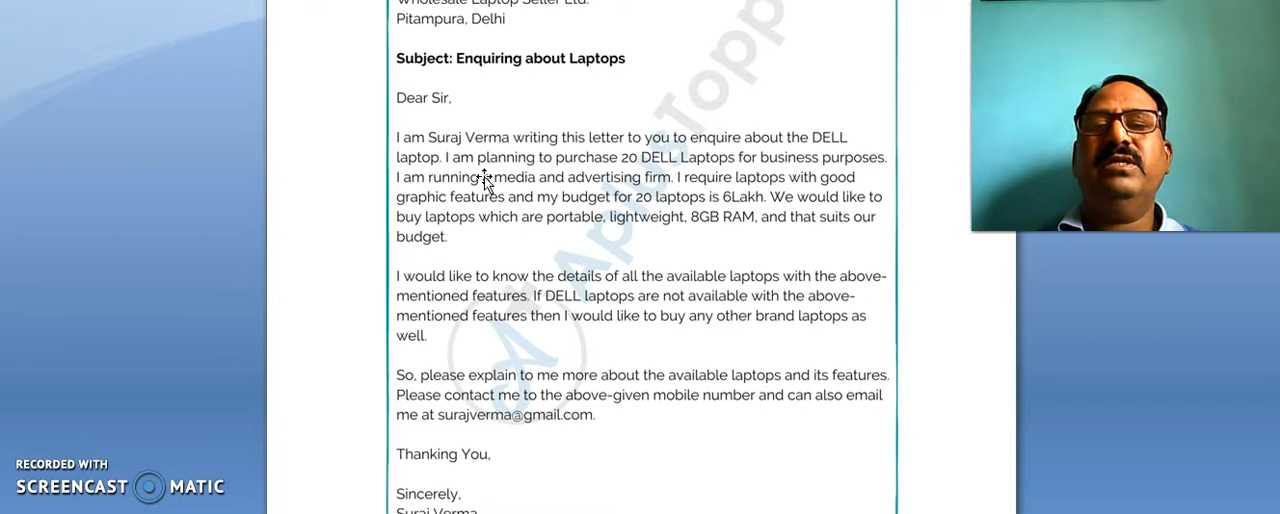 Wholesale Laptop Seller Ltd.
Pitampura, Delhi
Subject: Enquiring about Laptops
Dear Sir,
I am Suraj Verma writing this letter to you to enquire about the DELL
laptop. I am planning to purchase 20 DELL Laptops for business purposes.
I am running media and advertising firm. I require laptops with good
graphic features and my budget for 20 laptops is 6Lakh. We would like to
buy laptops which are portable, lightweight, 8GB RAM, and that suits our
budget.
I would like to know the details of all the available laptops with the above-
mentioned features. If DELL laptops are not available with the above-
mentioned features then I would like to buy any other brand laptops as
well.
So, please explain to me more about the available laptops and its features.
Please contact me to the above-given mobile number and can also email
me at surajverma@gmail.com.
Thanking You,
Sincerely,
Suraj Verma
AplusTopp
RECORDED WITH
SCREENCAST MATIC